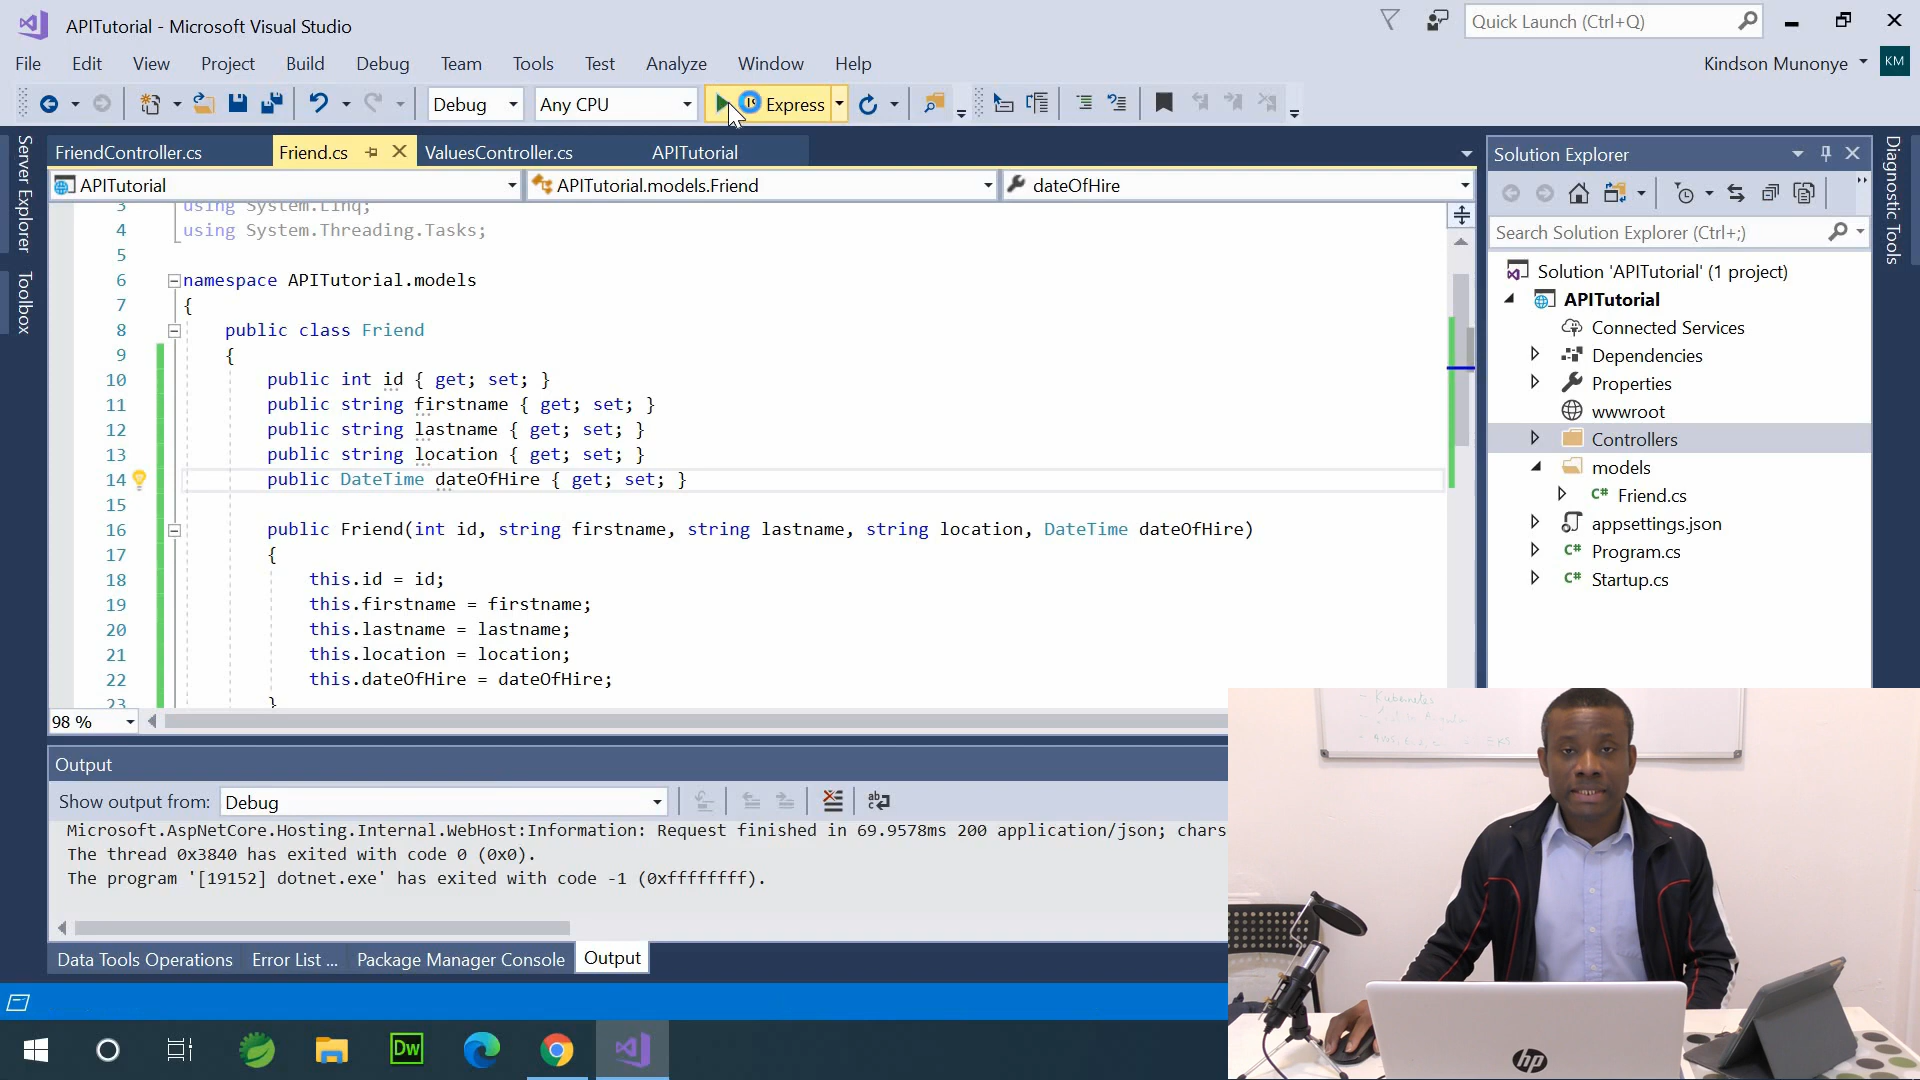 APITutorial - Microsoft Visual Studio
Quick Launch (Ctrl+Q)
File Edit View Project Build Debug Team Tools Test Analyze Window Help
Kindson Munonye
KM
Debug
Any CPU
Express
Server Explorer
Toolbox
FriendController.cs
Friend.cs
ValuesController.cs
APITutorial
APITutorial
APITutorial.models.Friend
dateOfHire
3 using System.Linq;
4 using System.Threading.Tasks;
5
6 namespace APITutorial.models
7 {
8 public class Friend
9 {
10 public int id { get; set; }
11 public string firstname { get; set; }
12 public string lastname { get; set; }
13 public string location { get; set; }
14 public DateTime dateOfHire { get; set; }
15
16 public Friend(int id, string firstname, string lastname, string location, DateTime dateOfHire)
17 {
18 this.id = id;
19 this.firstname = firstname;
20 this.lastname = lastname;
21 this.location = location;
22 this.dateOfHire = dateOfHire;
23 }
98 %
Solution Explorer
Search Solution Explorer (Ctrl+;)
Solution 'APITutorial' (1 project)
APITutorial
Connected Services
Dependencies
Properties
wwwroot
Controllers
models
C# Friend.cs
appsettings.json
C# Program.cs
C# Startup.cs
Diagnostic Tools
Output
Show output from: Debug
Microsoft.AspNetCore.Hosting.Internal.WebHost:Information: Request finished in 69.9578ms 200 application/json; chars
The thread 0x3840 has exited with code 0 (0x0).
The program '[19152] dotnet.exe' has exited with code -1 (0xffffffff).
Data Tools Operations
Error List ...
Package Manager Console
Output
Dw
Kubernetes
hp